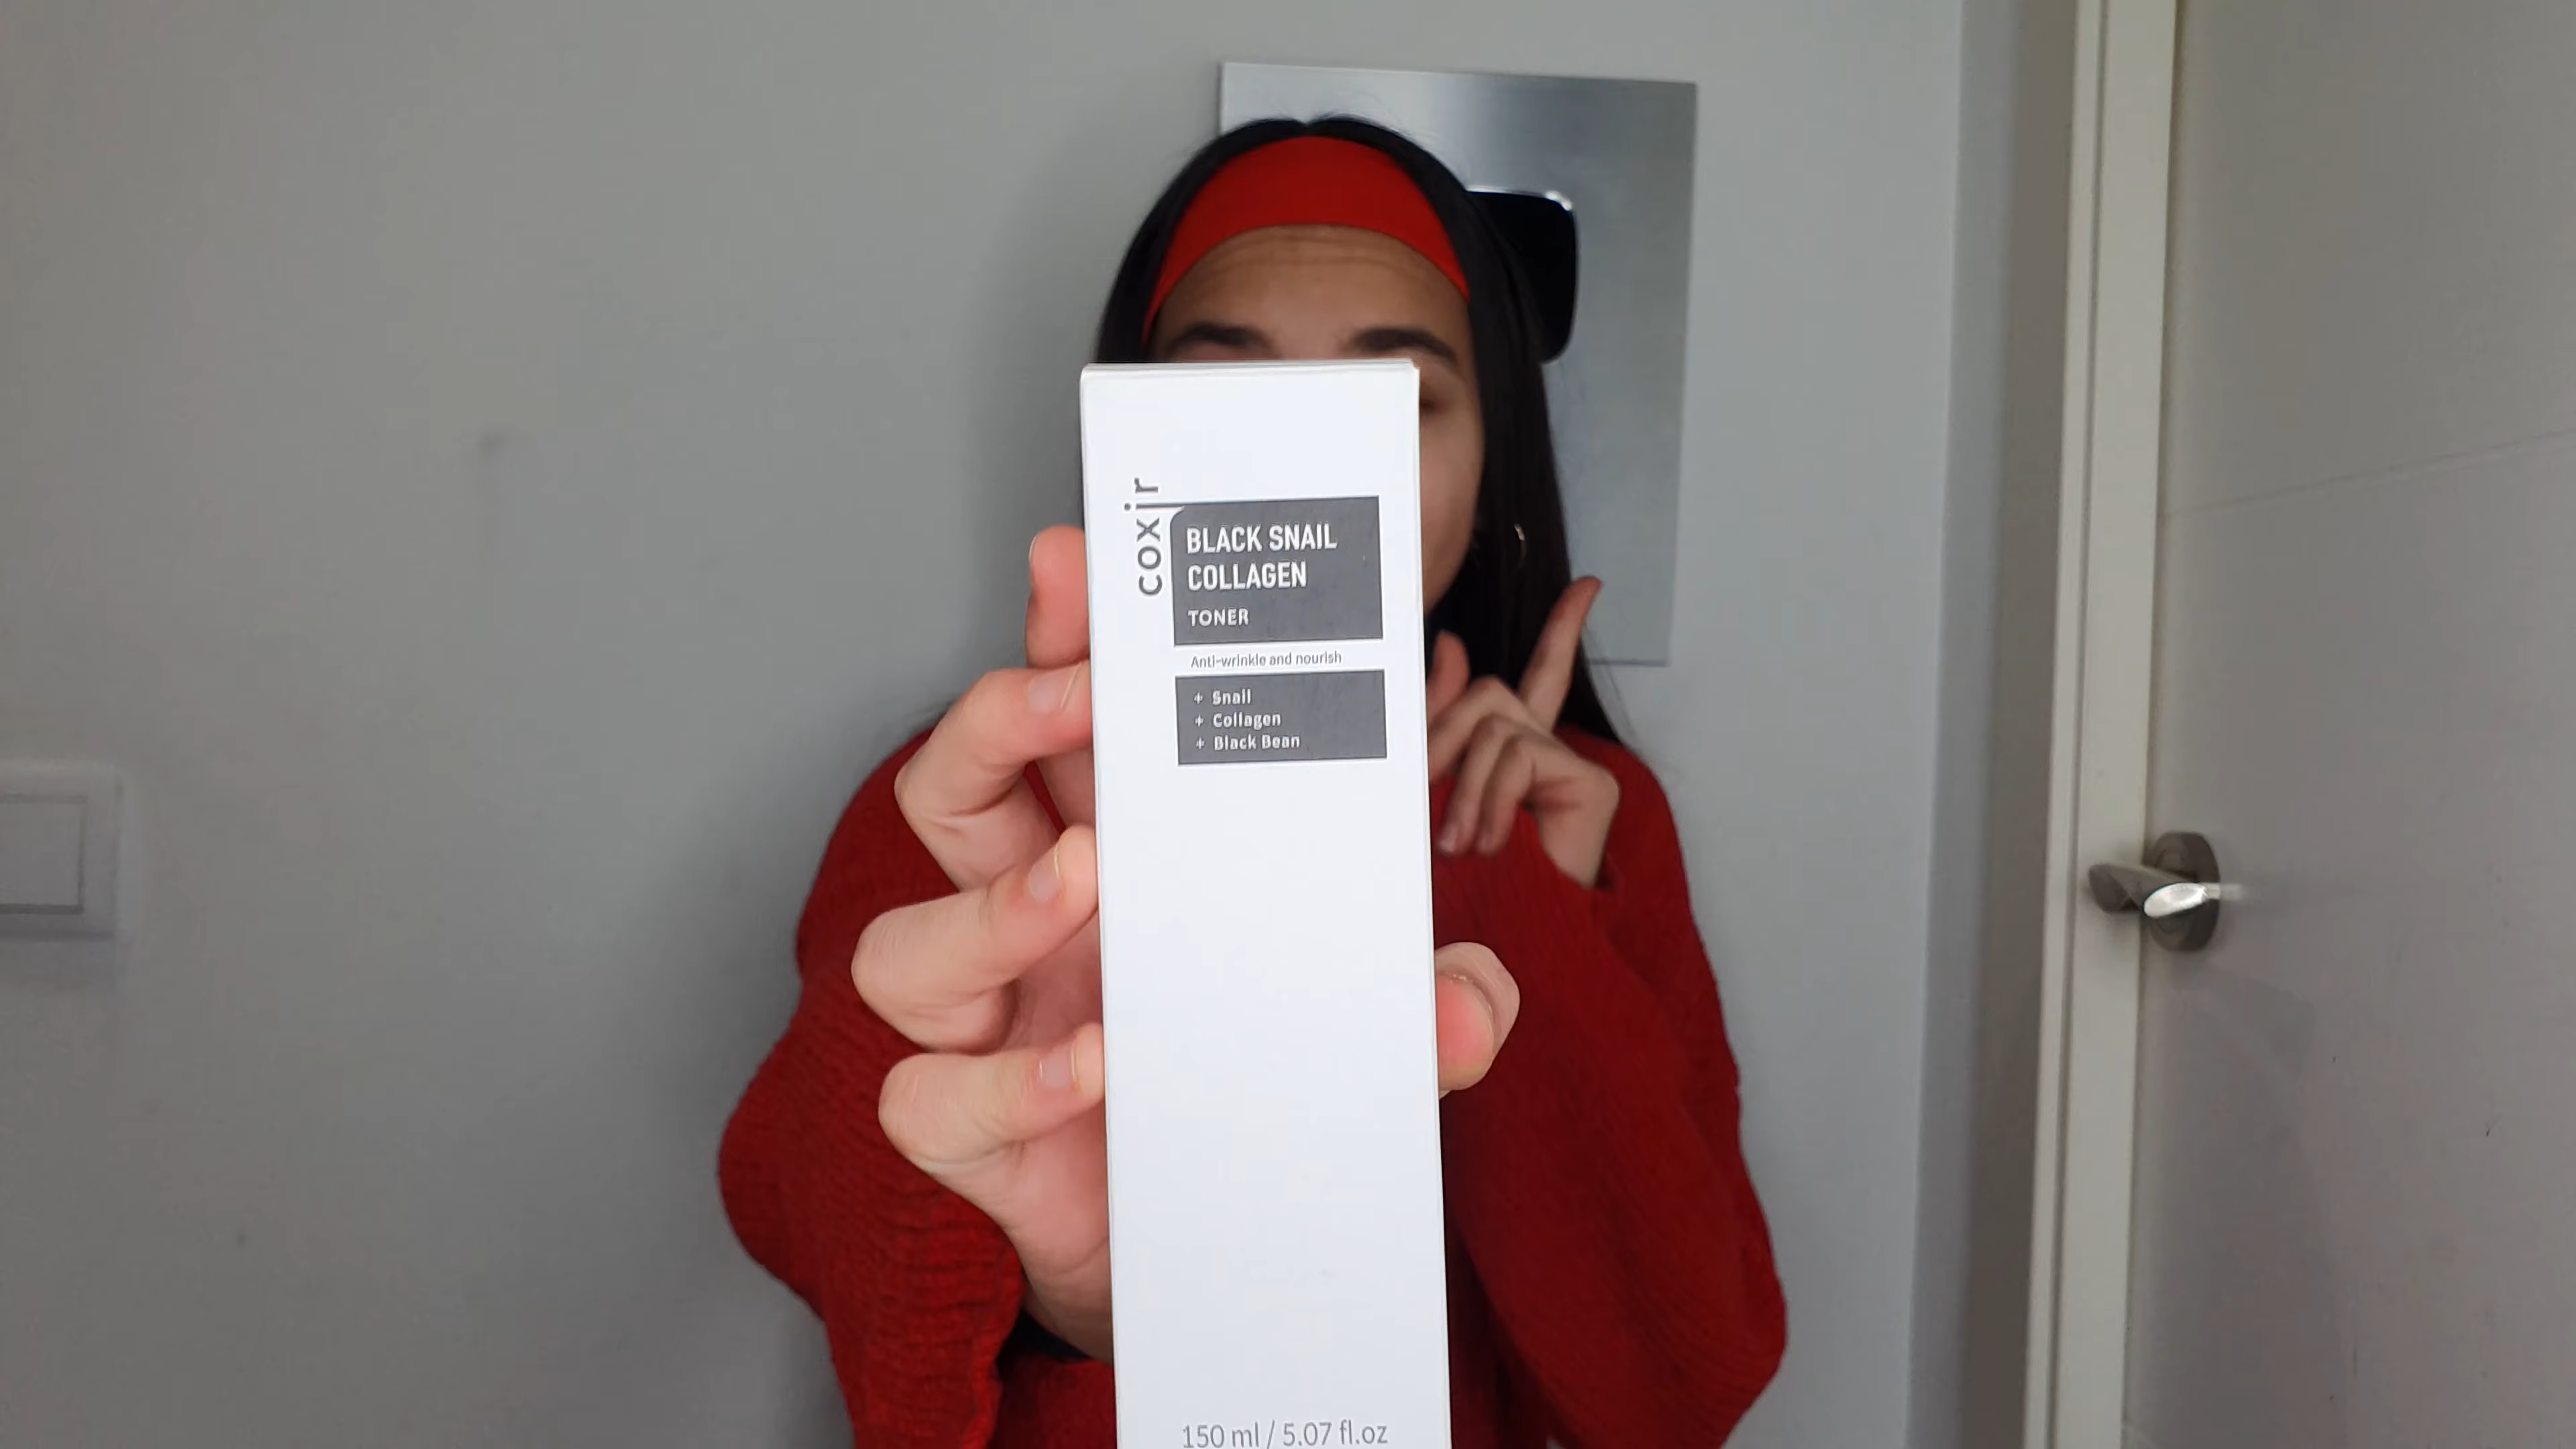 coxir
BLACK SNAIL
COLLAGEN
TONER
Anti-wrinkle and nourish
+ Snail
+ Collagen
+ Black Bean
150 ml / 5.07 fl.oz